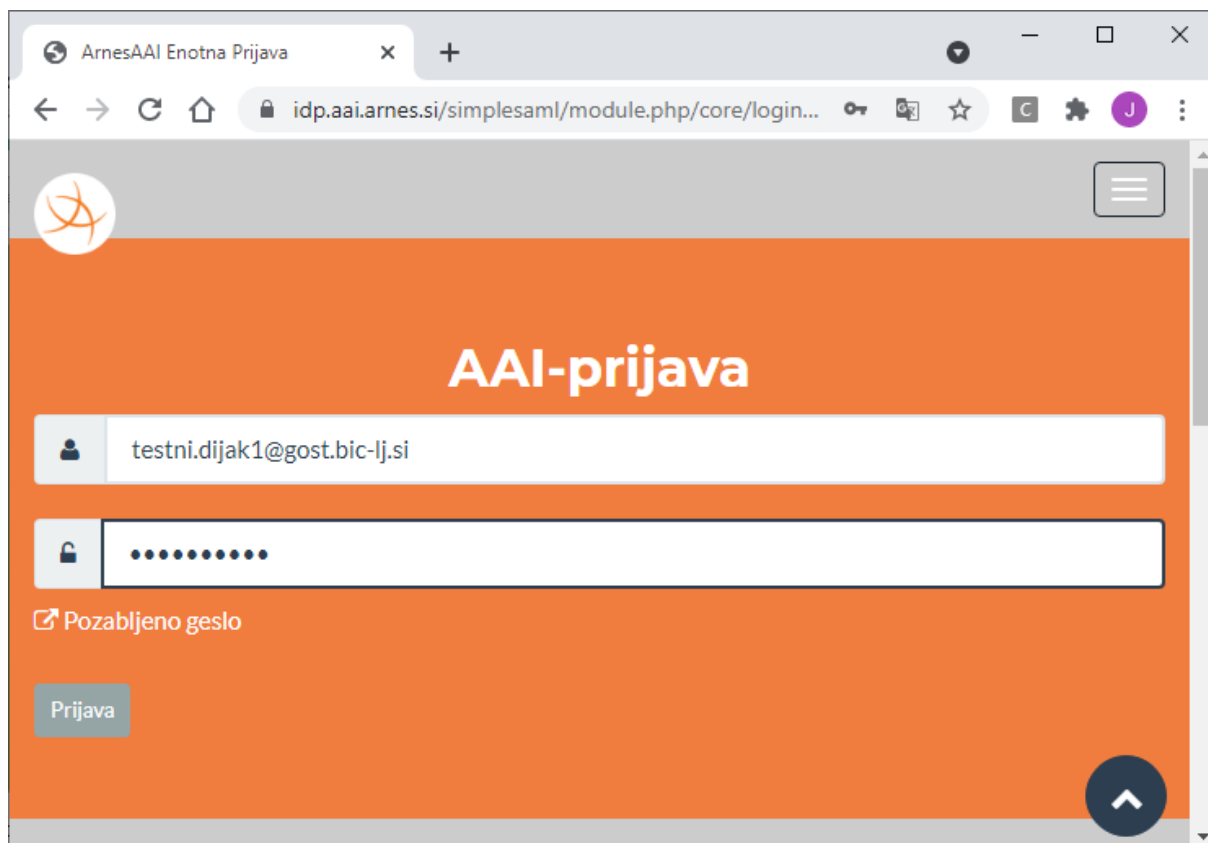 ArnesAAI Enotna Prijava
idp.aai.arnes.si/simplesaml/module.php/core/login...
C
J
AAI-prijava
testni.dijak1@gost.bic-lj.si
••••••••••
Pozabljeno geslo
Prijava